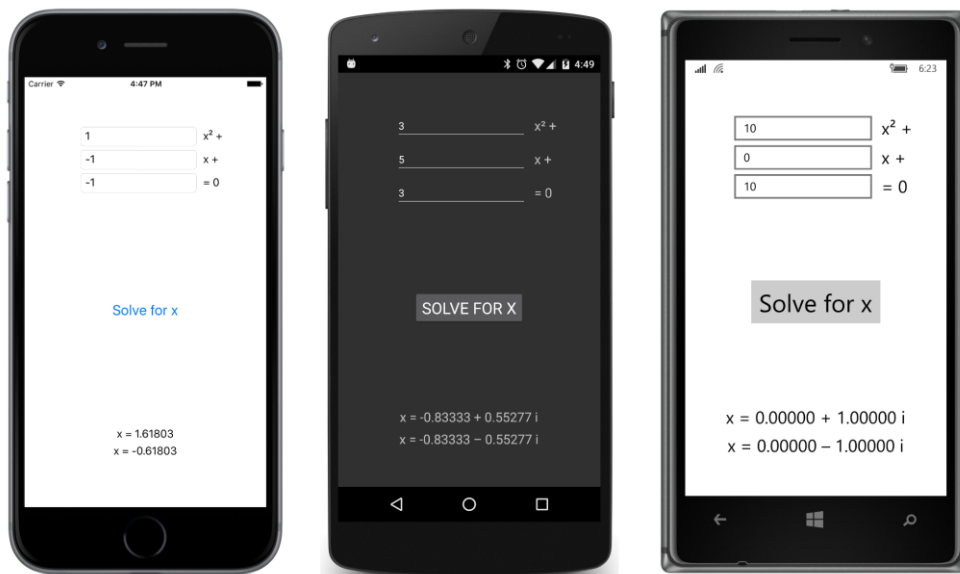 Carrier 4:47 PM
1 x² +
-1 x +
-1 = 0
Solve for x
x = 1.61803
x = -0.61803
4:49
3 x² +
5 x +
3 = 0
SOLVE FOR X
x = -0.83333 + 0.55277 i
x = -0.83333 – 0.55277 i
6:23
10 x² +
0 x +
10 = 0
Solve for x
x = 0.00000 + 1.00000 i
x = 0.00000 – 1.00000 i